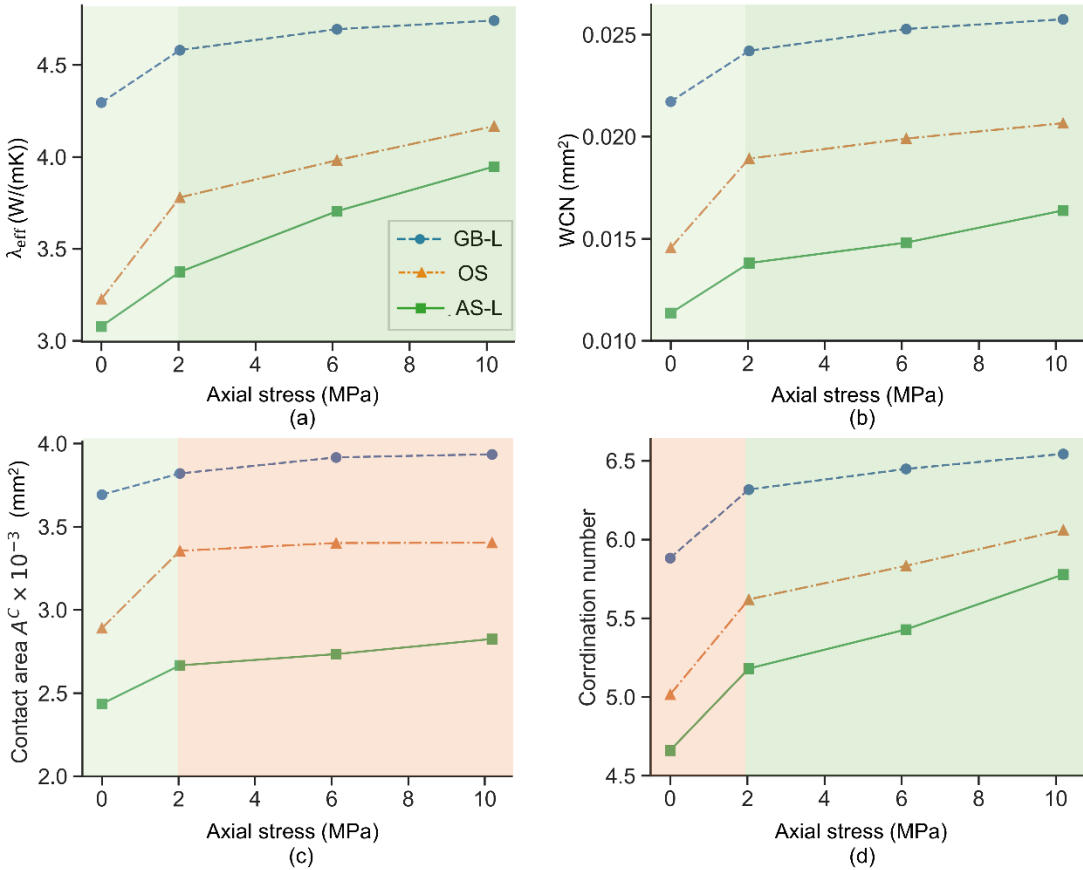 4.5
4.0
3.5
3.0
λeff (W/(mK))
GB-L
OS
AS-L
0 2 4 6 8 10
Axial stress (MPa)
(a)
0.025
0.020
0.015
0.010
WCN (mm²)
0 2 4 6 8 10
Axial stress (MPa)
(b)
4.0
3.5
3.0
2.5
2.0
Contact area A^C × 10⁻³ (mm²)
0 2 4 6 8 10
Axial stress (MPa)
(c)
6.5
6.0
5.5
5.0
4.5
Corrdination number
0 2 4 6 8 10
Axial stress (MPa)
(d)